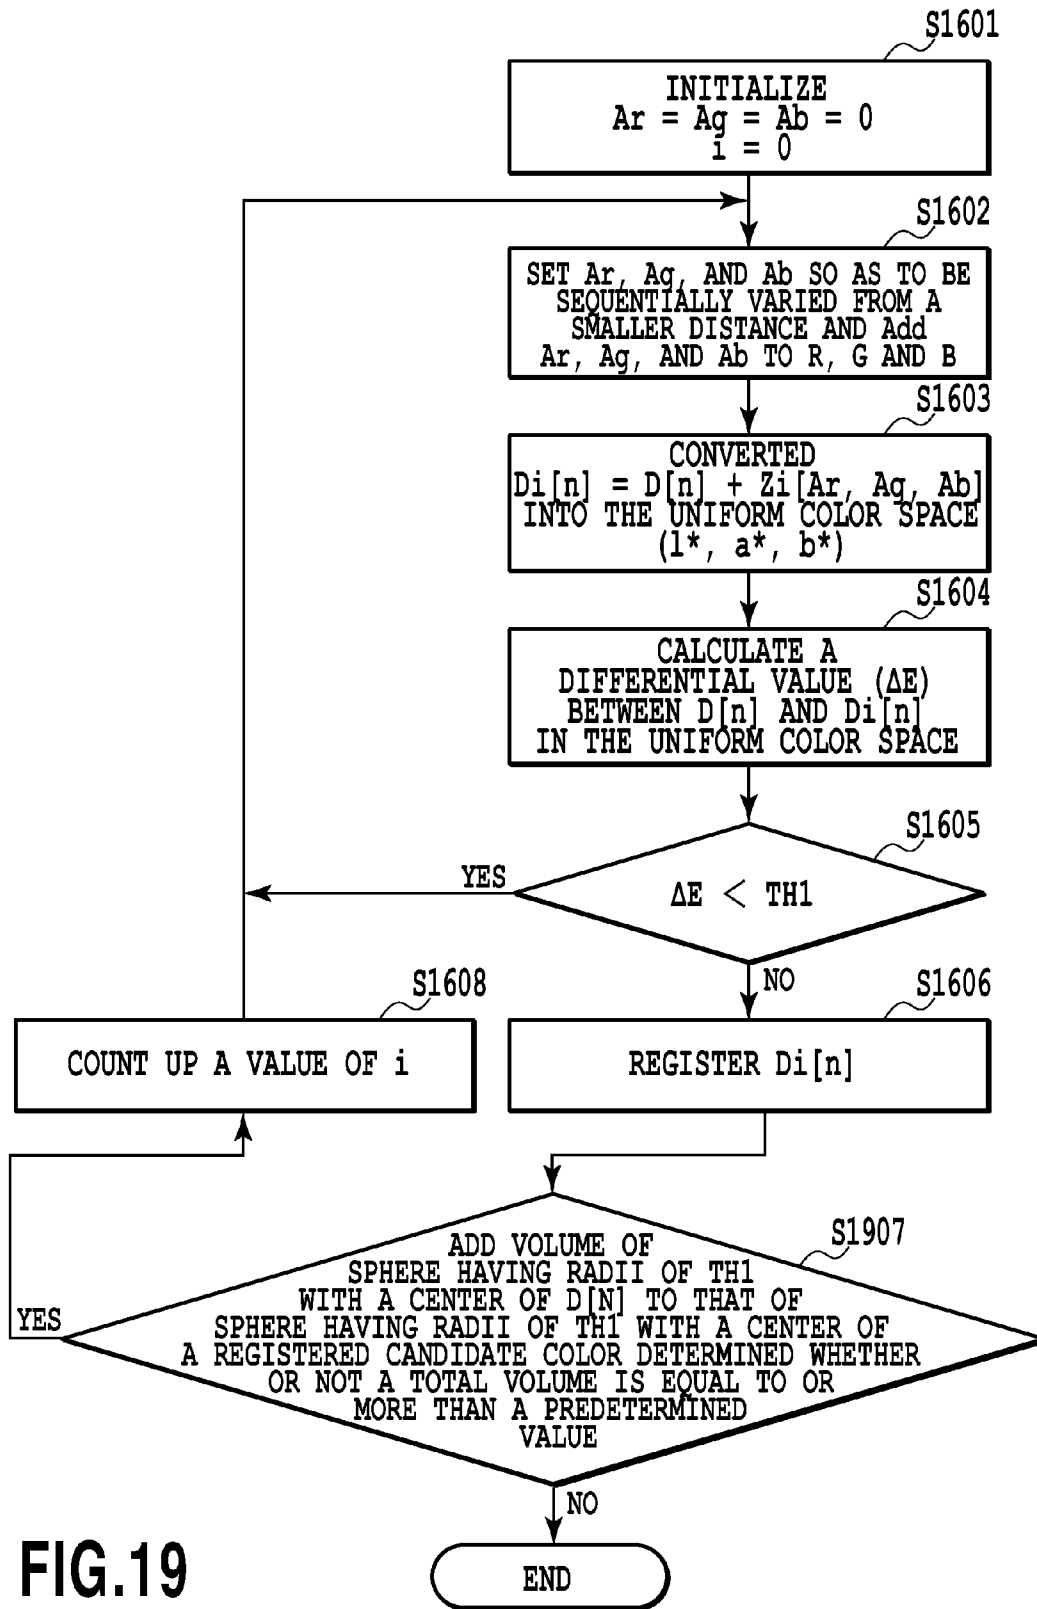 S1601
INITIALIZE
Ar = Ag = Ab = 0
i = 0
S1602
SET Ar, Ag, AND Ab SO AS TO BE
SEQUENTIALLY VARIED FROM A
SMALLER DISTANCE AND Add
Ar, Ag, AND Ab TO R, G AND B
S1603
CONVERTED
Di[n] = D[n] + Zi[Ar, Ag, Ab]
INTO THE UNIFORM COLOR SPACE
(l*, a*, b*)
S1604
CALCULATE A
DIFFERENTIAL VALUE (ΔE)
BETWEEN D[n] AND Di[n]
IN THE UNIFORM COLOR SPACE
S1605
YES
ΔE < TH1
NO
S1608
COUNT UP A VALUE OF i
S1606
REGISTER Di[n]
S1907
ADD VOLUME OF
SPHERE HAVING RADII OF TH1
WITH A CENTER OF D[N] TO THAT OF
SPHERE HAVING RADII OF TH1 WITH A CENTER OF
A REGISTERED CANDIDATE COLOR DETERMINED WHETHER
OR NOT A TOTAL VOLUME IS EQUAL TO OR
MORE THAN A PREDETERMINED
VALUE
YES
NO
END
FIG.19